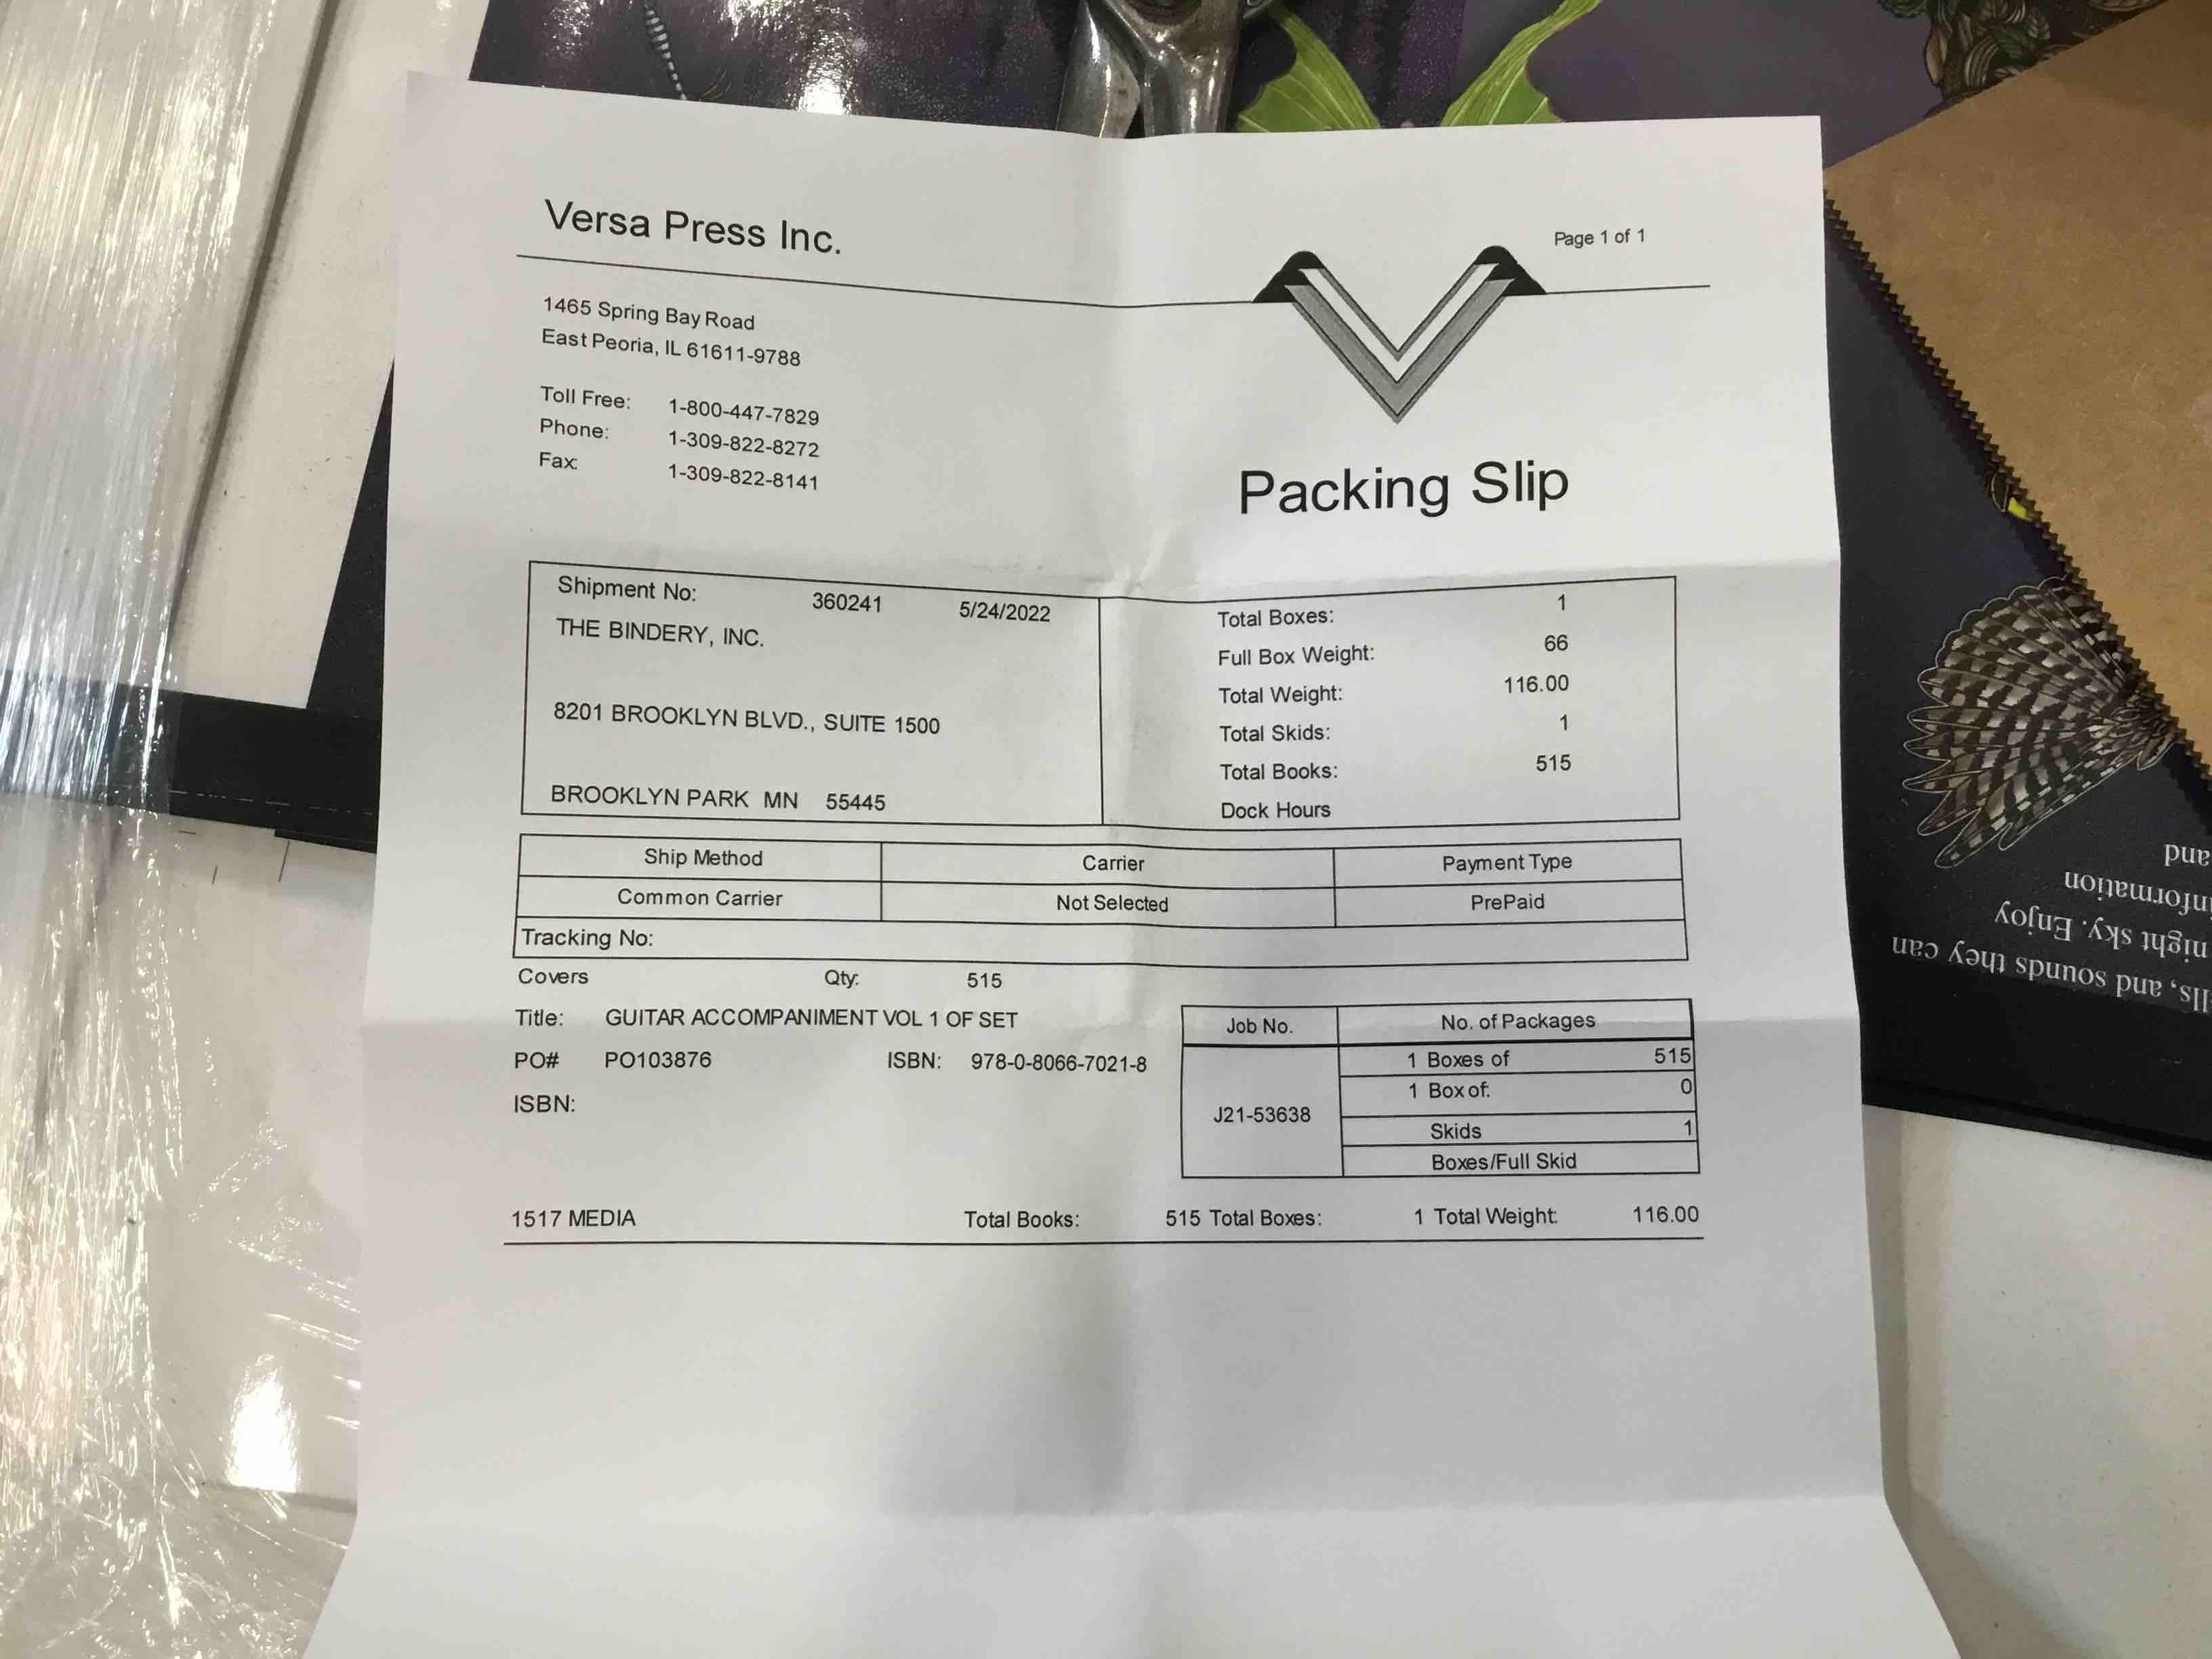 Versa Press Inc.
Page 1 of 1
1465 Spring Bay Road
East Peoria, IL 61611-9788
Toll Free: 1-800-447-7829
Phone: 1-309-822-8272
Fax: 1-309-822-8141
Packing Slip
Shipment No: 360241 5/24/2022
THE BINDERY, INC.
8201 BROOKLYN BLVD., SUITE 1500
BROOKLYN PARK MN 55445
Total Boxes: 1
Full Box Weight: 66
Total Weight: 116.00
Total Skids: 1
Total Books: 515
Dock Hours
Ship Method Carrier Payment Type
Common Carrier Not Selected PrePaid
Tracking No:
Covers Qty: 515
Title: GUITAR ACCOMPANIMENT VOL 1 OF SET
PO# PO103876 ISBN: 978-0-8066-7021-8
ISBN:
Job No. No. of Packages
J21-53638
1 Boxes of 515
1 Box of: 0
Skids 1
Boxes/Full Skid
1517 MEDIA Total Books: 515 Total Boxes: 1 Total Weight: 116.00
sounds they can
night sky. Enjoy
information
and